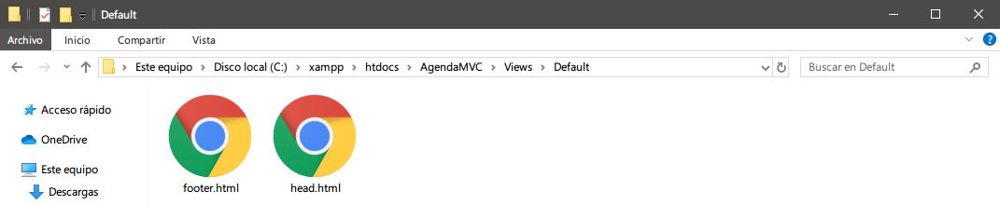 Default
Archivo Inicio Compartir Vista
Este equipo Disco local (C:) xampp htdocs AgendaMVC Views Default Buscar en Default
Acceso rápido
OneDrive
Este equipo
Descargas
footer.html head.html